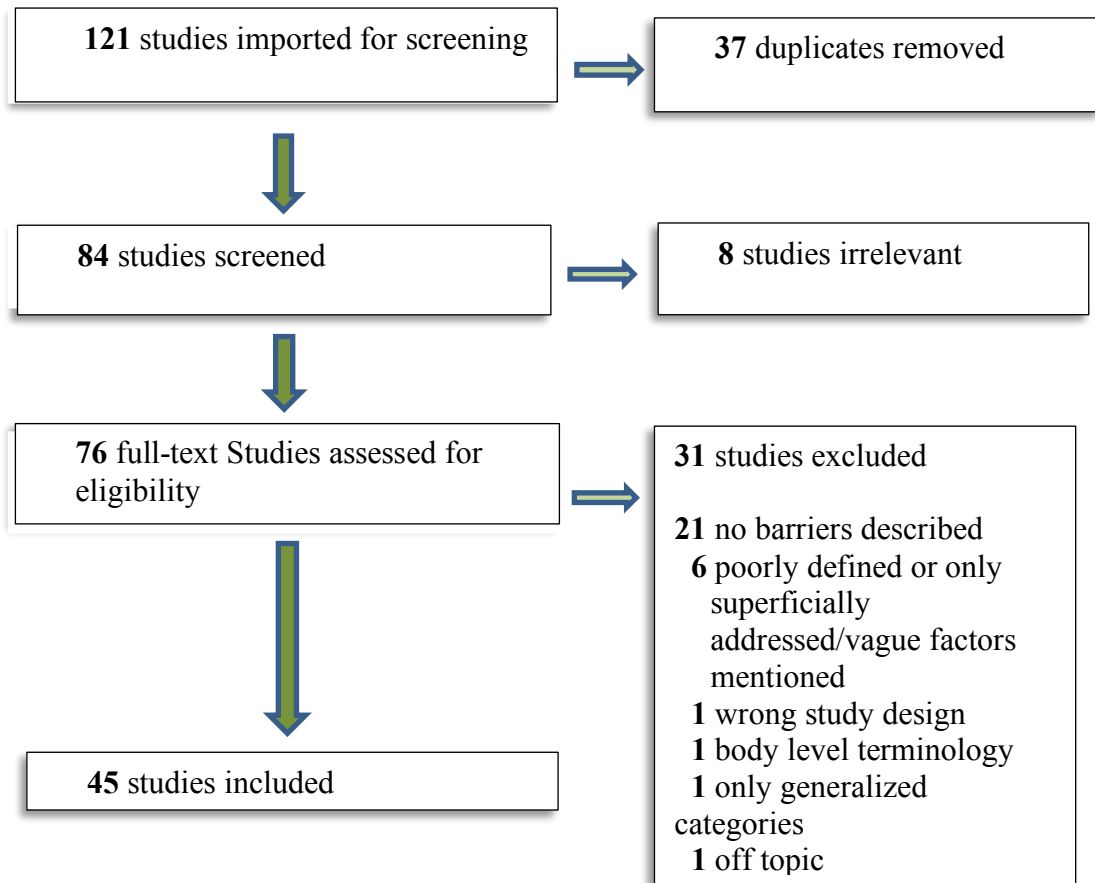 121 studies imported for screening
37 duplicates removed
84 studies screened
8 studies irrelevant
76 full-text Studies assessed for
eligibility
31 studies excluded
21 no barriers described
6 poorly defined or only
superficially
addressed/vague factors
mentioned
1 wrong study design
1 body level terminology
1 only generalized
categories
1 off topic
45 studies included